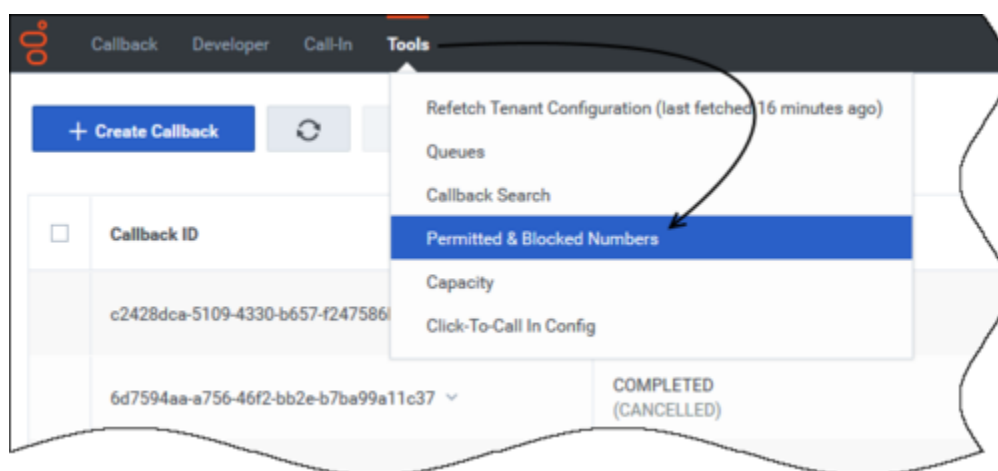 Callback Developer Call-In Tools
Refetch Tenant Configuration (last fetched 16 minutes ago)
+ Create Callback
Queues
Callback Search
Callback ID
Permitted & Blocked Numbers
Capacity
c2428dca-5109-4330-b657-f247586
Click-To-Call In Config
6d7594aa-a756-46f2-bb2e-b7ba99a11c37
COMPLETED
(CANCELLED)